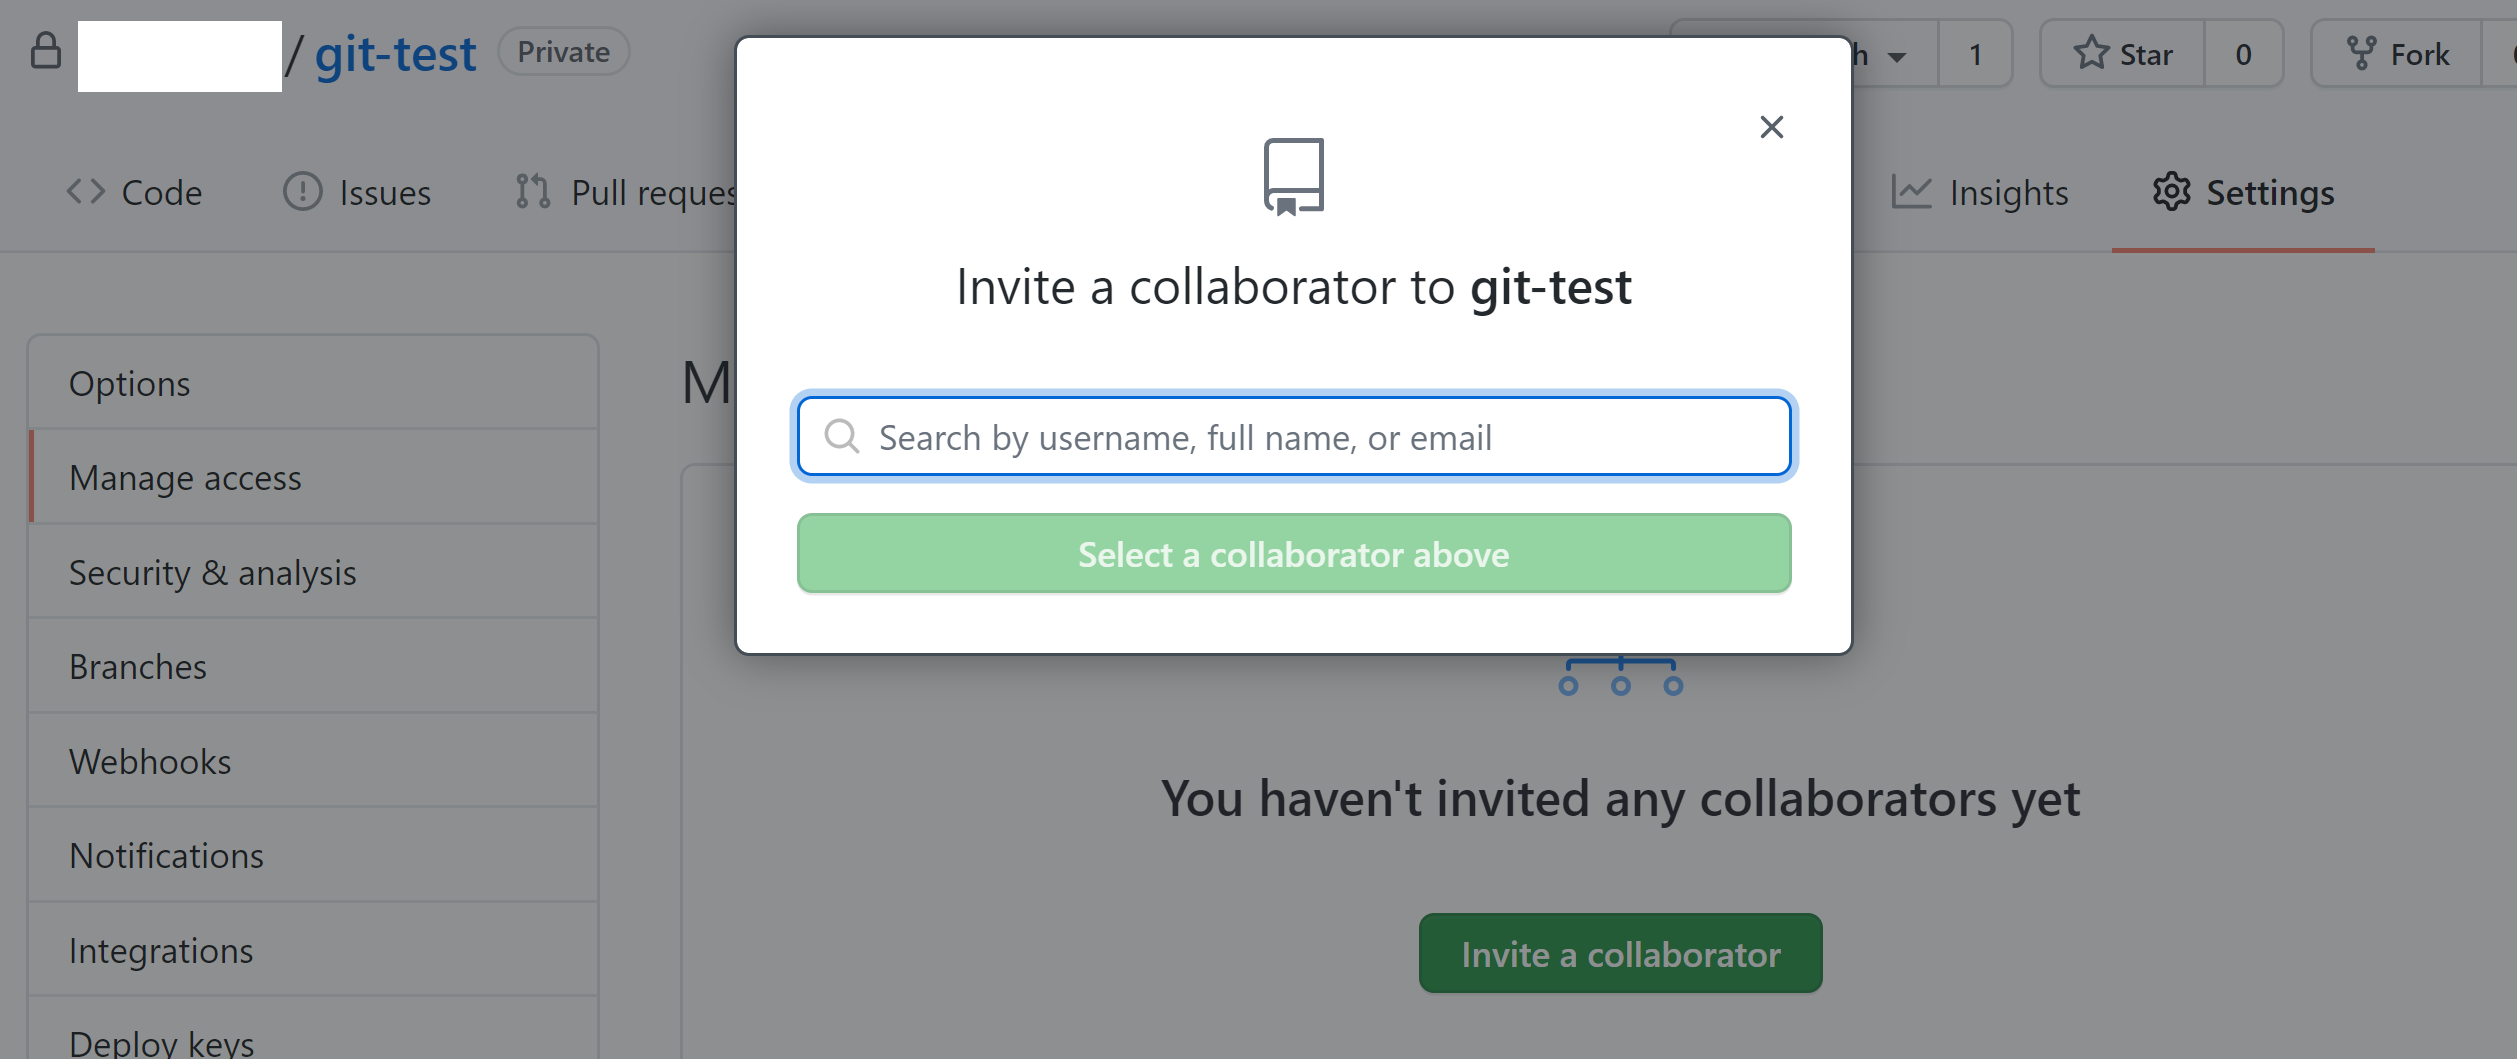 / git-test Private
h 1 Star 0 Fork
Code Issues Pull reques Insights Settings
Invite a collaborator to git-test
Search by username, full name, or email
Select a collaborator above
Options
Manage access
Security & analysis
Branches
Webhooks
Notifications
Integrations
Deploy keys
M
You haven't invited any collaborators yet
Invite a collaborator